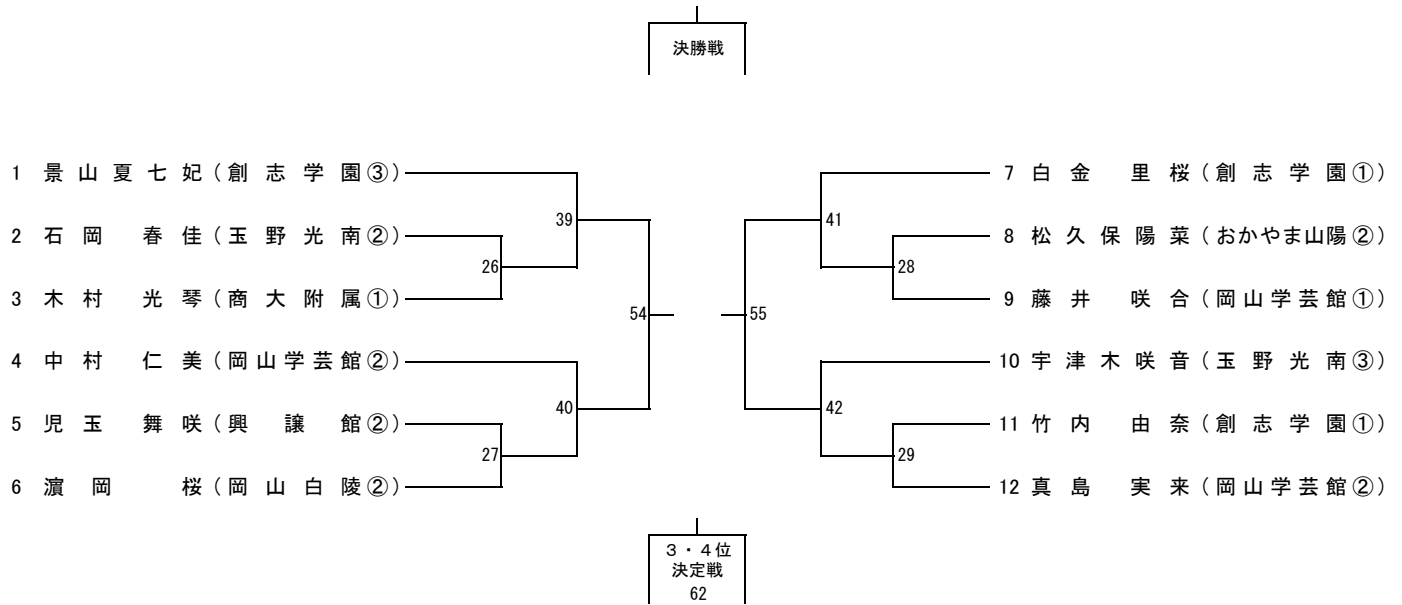 決勝戦
1 景山夏七妃(創志学園③)
39
2 石岡 春佳(玉野光南②)
26
3 木村 光琴(商大附属①)
54
4 中村 仁美(岡山学芸館②)
40
5 児玉 舞咲(興譲館②)
27
6 濵岡 桜(岡山白陵②)
7 白金 里桜(創志学園①)
41
8 松久保陽菜(おかやま山陽②)
28
9 藤井 咲合(岡山学芸館①)
55
10 宇津木咲音(玉野光南③)
42
11 竹内 由奈(創志学園①)
29
12 真島 実来(岡山学芸館②)
3・4位
決定戦
62